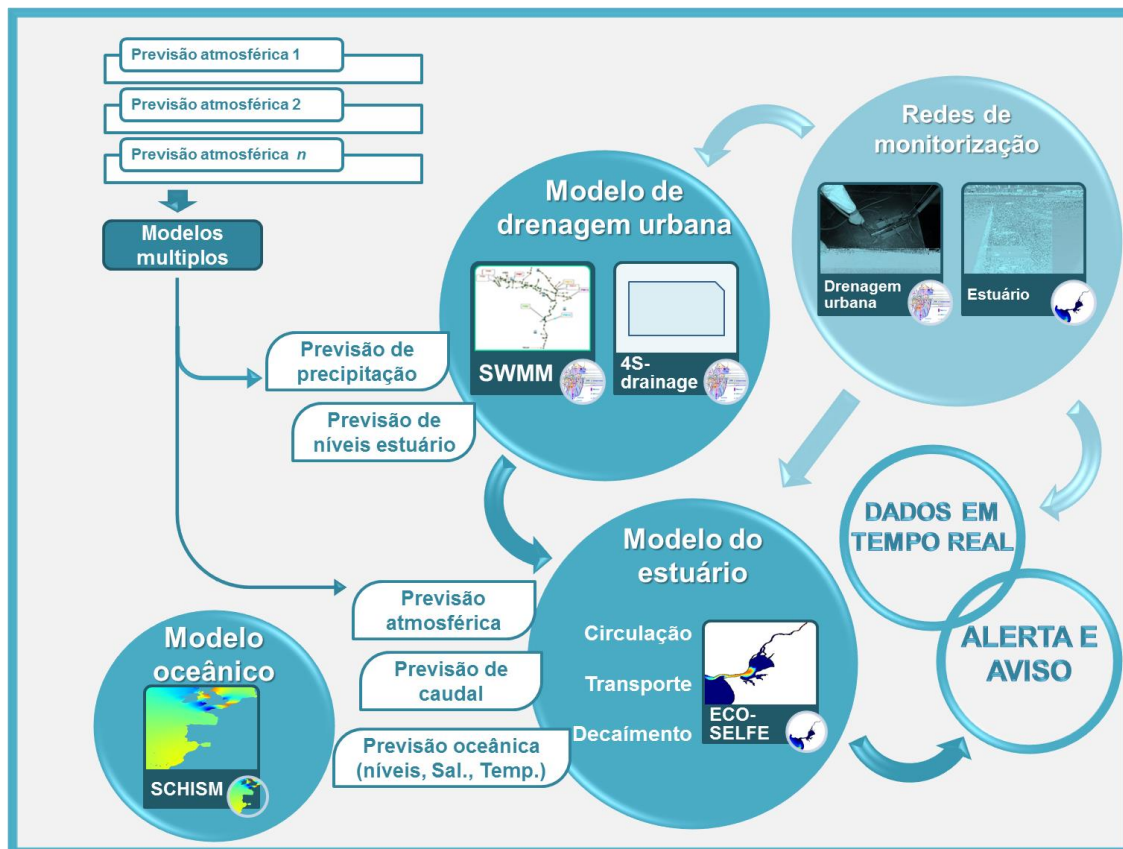 Previsão atmosférica 1
Previsão atmosférica 2
Previsão atmosférica n
Modelos
multiplos
Redes de
monitorização
Drenagem
urbana
Estuário
Modelo de
drenagem urbana
SWMM
4S-
drainage
Previsão de
precipitação
Previsão de
níveis estuário
DADOS EM
TEMPO REAL
ALERTA E
AVISO
Modelo do
estuário
Circulação
Transporte
Decaímento
ECO-
SELFE
Previsão
atmosférica
Previsão de
caudal
Previsão oceânica
(níveis, Sal., Temp.)
Modelo
oceânico
SCHISM